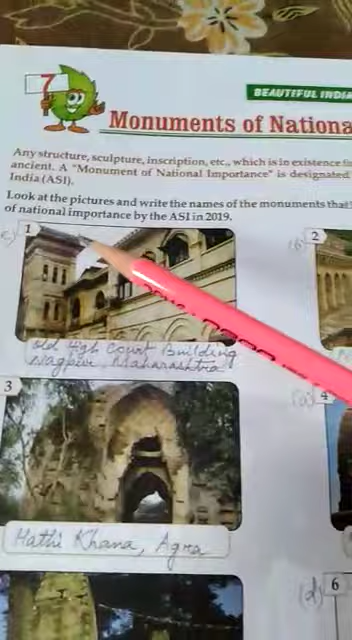 7
BEAUTIFUL INDIA
Monuments of Nationa
Any structure, sculpture, inscription, etc., which is in existence fo
ancient. A "Monument of National Importance" is designated
India (ASI).
Look at the pictures and write the names of the monuments that
of national importance by the ASI in 2019.
1
(b) 2
Old High Court Building
Nagpur, Maharashtra
3
(a) 4
Hathi Khana, Agra
(d) 6